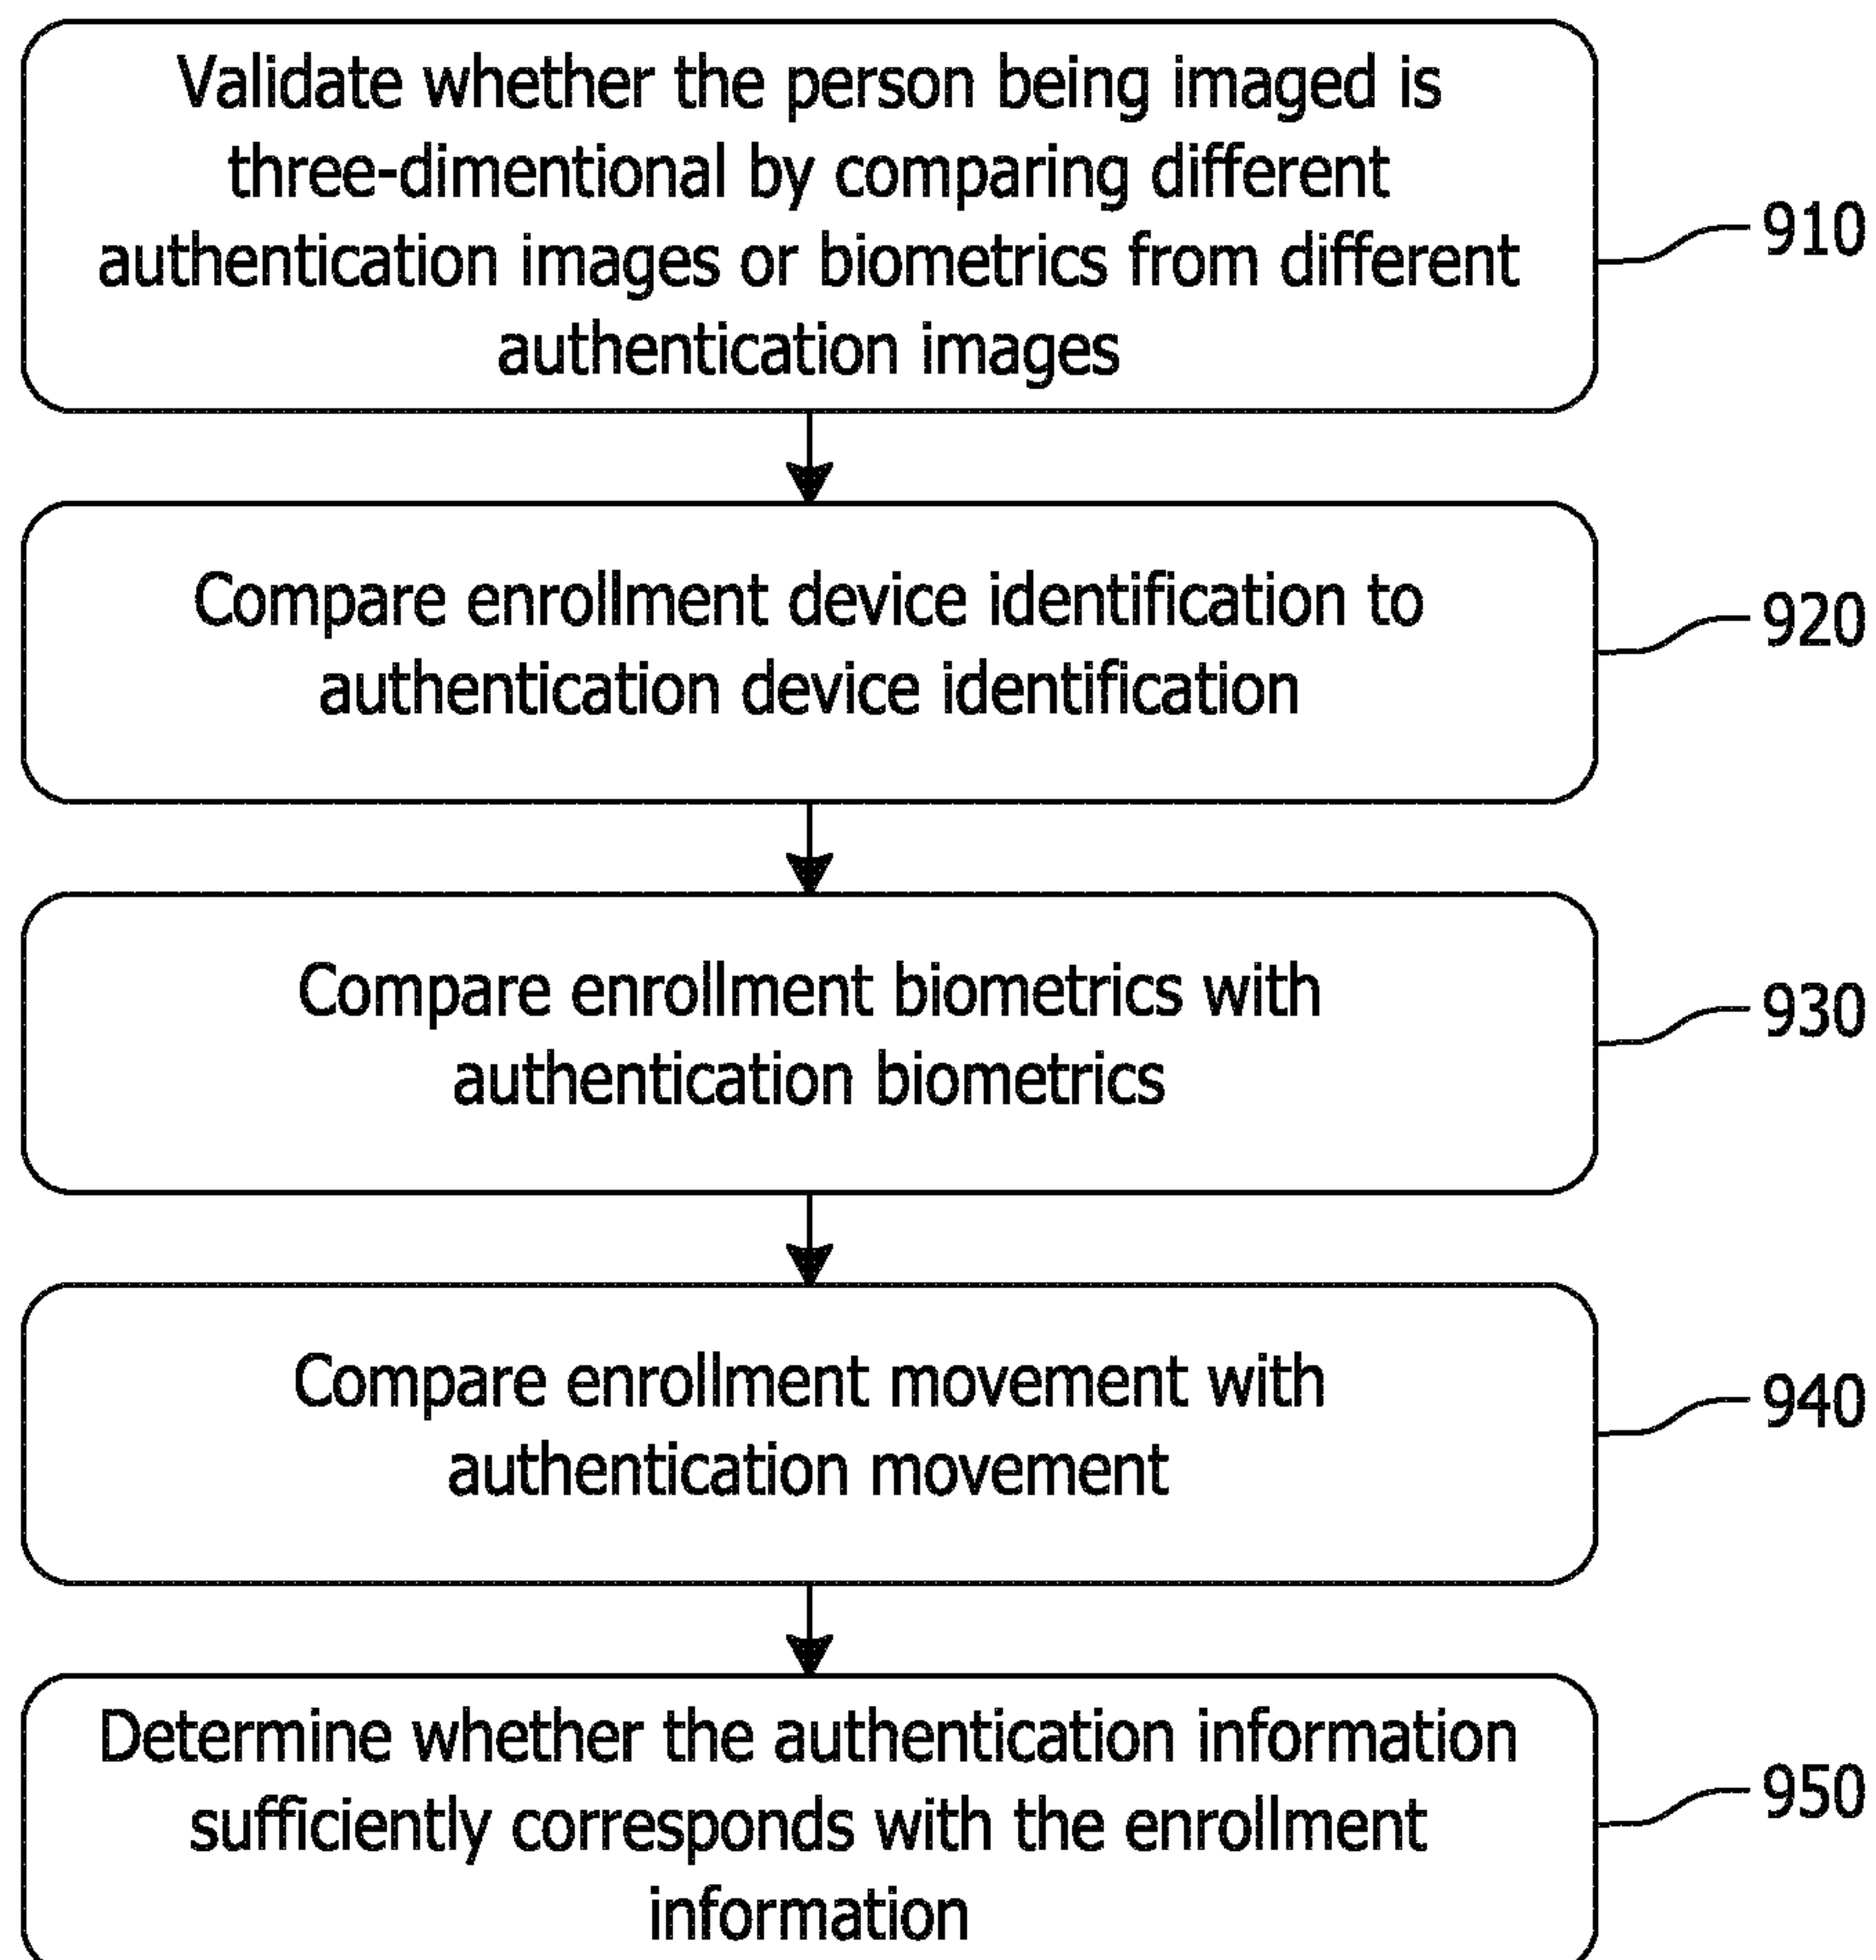 Validate whether the person being imaged is
three-dimentional by comparing different
authentication images or biometrics from different
authentication images
910
Compare enrollment device identification to
authentication device identification
920
Compare enrollment biometrics with
authentication biometrics
930
Compare enrollment movement with
authentication movement
940
Determine whether the authentication information
sufficiently corresponds with the enrollment
information
950